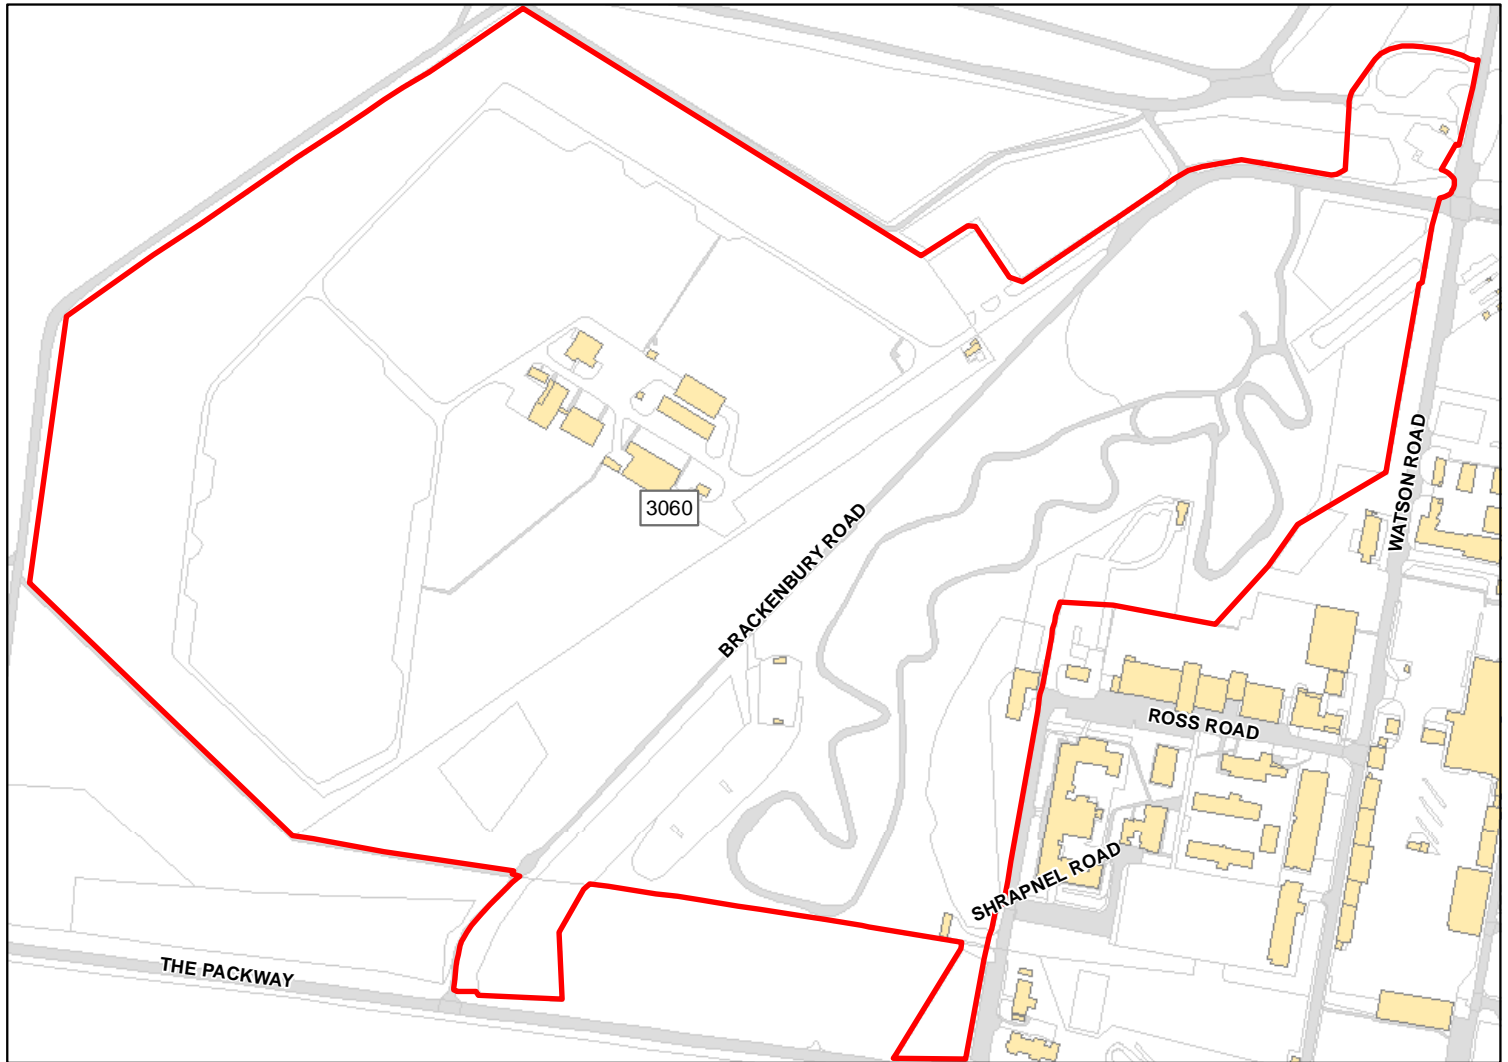 WATSON ROAD
3060
BRACKENBURY ROAD
ROSS ROAD
SHRAPNEL ROAD
THE PACKWAY